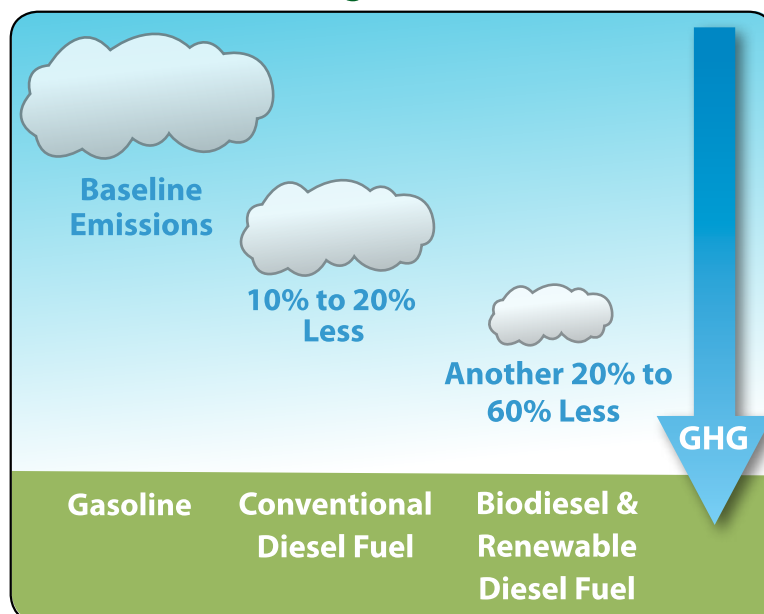 Baseline
Emissions
10% to 20%
Less
Another 20% to
60% Less
GHG
Gasoline
Conventional
Diesel Fuel
Biodiesel &
Renewable
Diesel Fuel